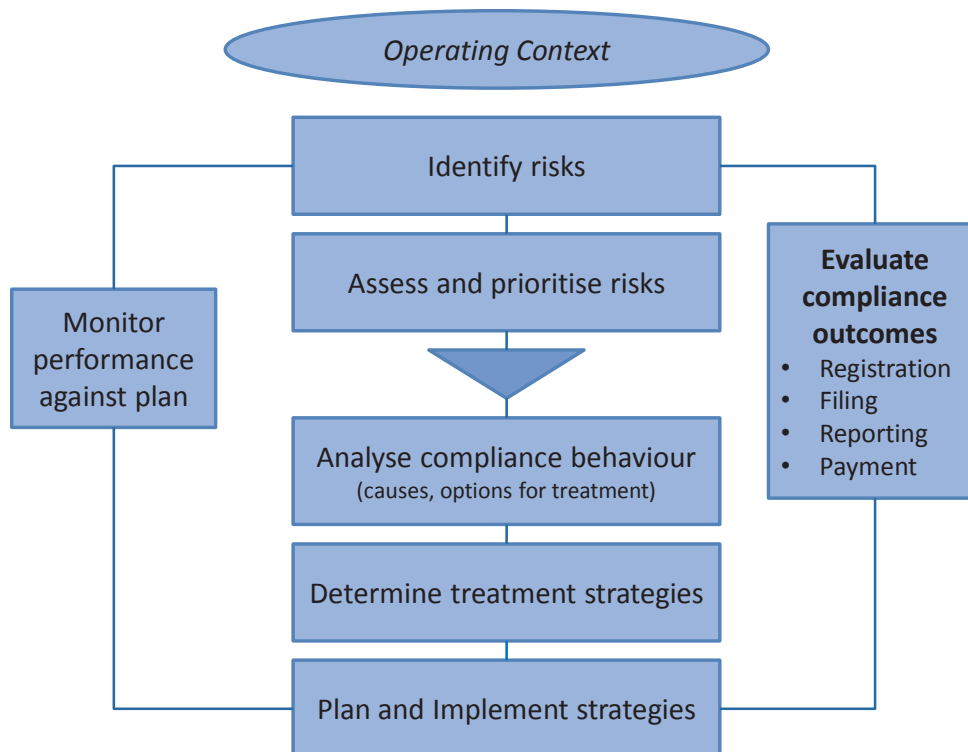 Operating Context
Identify risks
Assess and prioritise risks
Monitor
performance
against plan
Evaluate
compliance
outcomes
• Registration
• Filing
• Reporting
• Payment
Analyse compliance behaviour
(causes, options for treatment)
Determine treatment strategies
Plan and Implement strategies